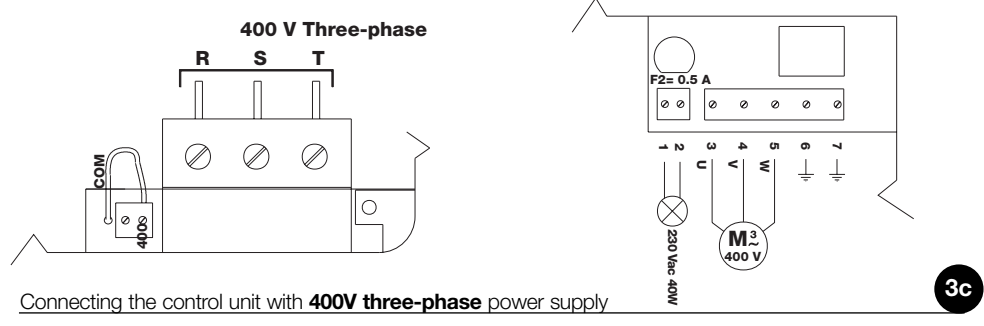 400 V Three-phase
R S T
COM
400
F2= 0.5 A
1 2 3 4 5 6 7
U V W
230 Vac 40W
M 3~
400 V
3c
Connecting the control unit with 400V three-phase power supply